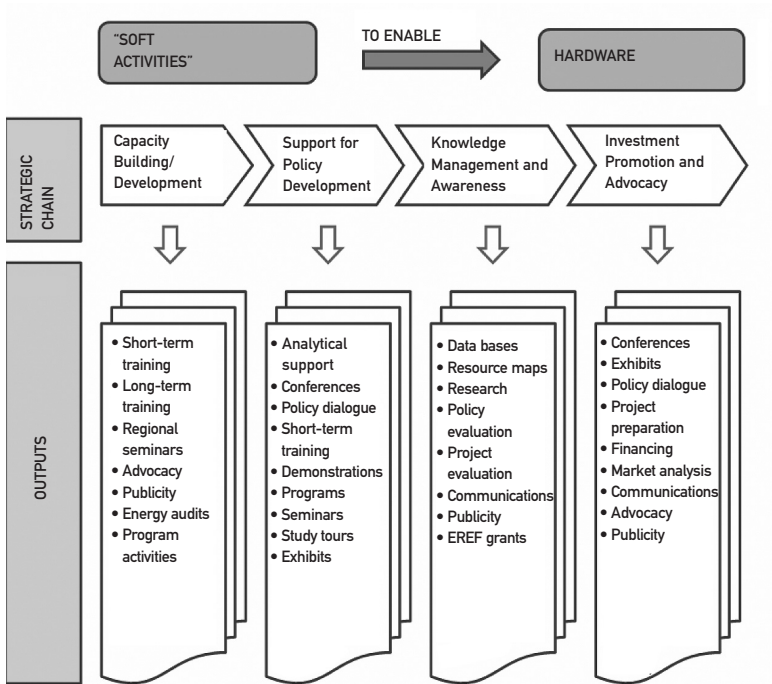 "SOFT
ACTIVITIES"
TO ENABLE
HARDWARE
STRATEGIC
CHAIN
Capacity
Building/
Development
Support for
Policy
Development
Knowledge
Management and
Awareness
Investment
Promotion and
Advocacy
OUTPUTS
• Short-term
training
• Long-term
training
• Regional
seminars
• Advocacy
• Publicity
• Energy audits
• Program
activities
• Analytical
support
• Conferences
• Policy dialogue
• Short-term
training
• Demonstrations
• Programs
• Seminars
• Study tours
• Exhibits
• Data bases
• Resource maps
• Research
• Policy
evaluation
• Project
evaluation
• Communications
• Publicity
• EREF grants
• Conferences
• Exhibits
• Policy dialogue
• Project
preparation
• Financing
• Market analysis
• Communications
• Advocacy
• Publicity